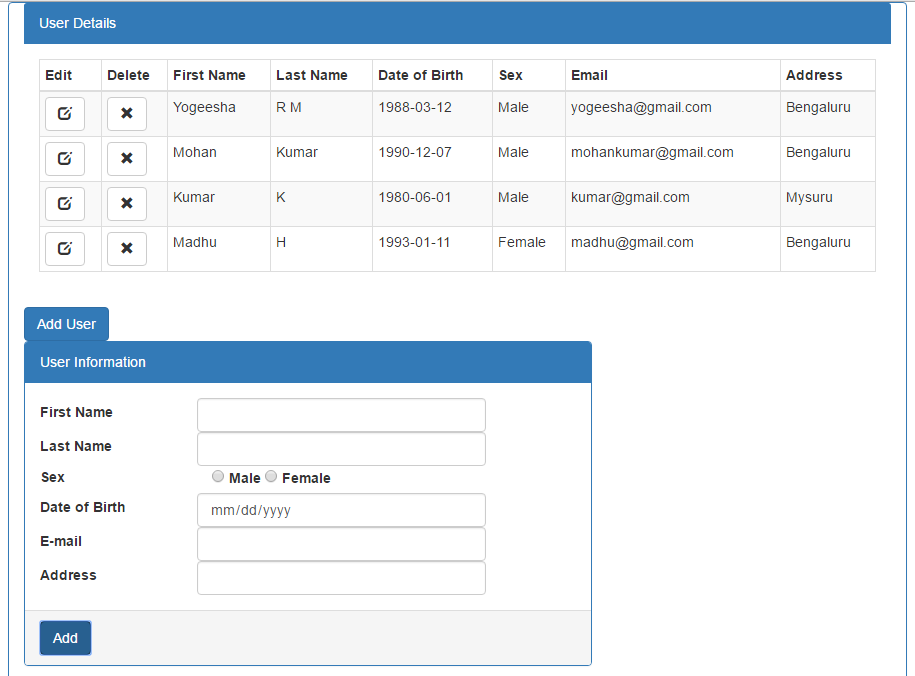 User Details
Edit Delete First Name Last Name Date of Birth Sex Email Address
Yogeesha R M 1988-03-12 Male yogeesha@gmail.com Bengaluru
Mohan Kumar 1990-12-07 Male mohankumar@gmail.com Bengaluru
Kumar K 1980-06-01 Male kumar@gmail.com Mysuru
Madhu H 1993-01-11 Female madhu@gmail.com Bengaluru
Add User
User Information
First Name
Last Name
Sex Male Female
Date of Birth mm/dd/yyyy
E-mail
Address
Add